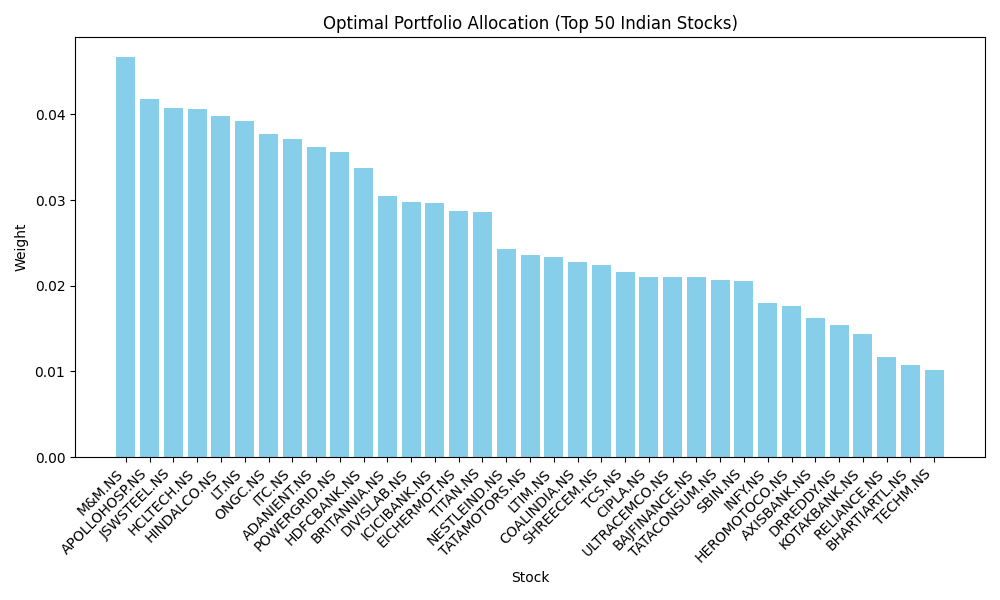 Optimal Portfolio Allocation (Top 50 Indian Stocks)
Weight
0.04
0.03
0.02
0.01
0.00
M&M.NS
APOLLOHOSP.NS
JSWSTEEL.NS
HCLTECH.NS
HINDALCO.NS
LT.NS
ONGC.NS
ITC.NS
ADANIENT.NS
POWERGRID.NS
HDFCBANK.NS
BRITANNIA.NS
DIVISLAB.NS
ICICIBANK.NS
EICHERMOT.NS
TITAN.NS
NESTLEIND.NS
TATAMOTORS.NS
LTIM.NS
COALINDIA.NS
SHREECEM.NS
TCS.NS
CIPLA.NS
ULTRACEMCO.NS
BAJFINANCE.NS
TATACONSUM.NS
SBIN.NS
INFY.NS
HEROMOTOCO.NS
AXISBANK.NS
DRREDDY.NS
KOTAKBANK.NS
RELIANCE.NS
BHARTIARTL.NS
TECHM.NS
Stock